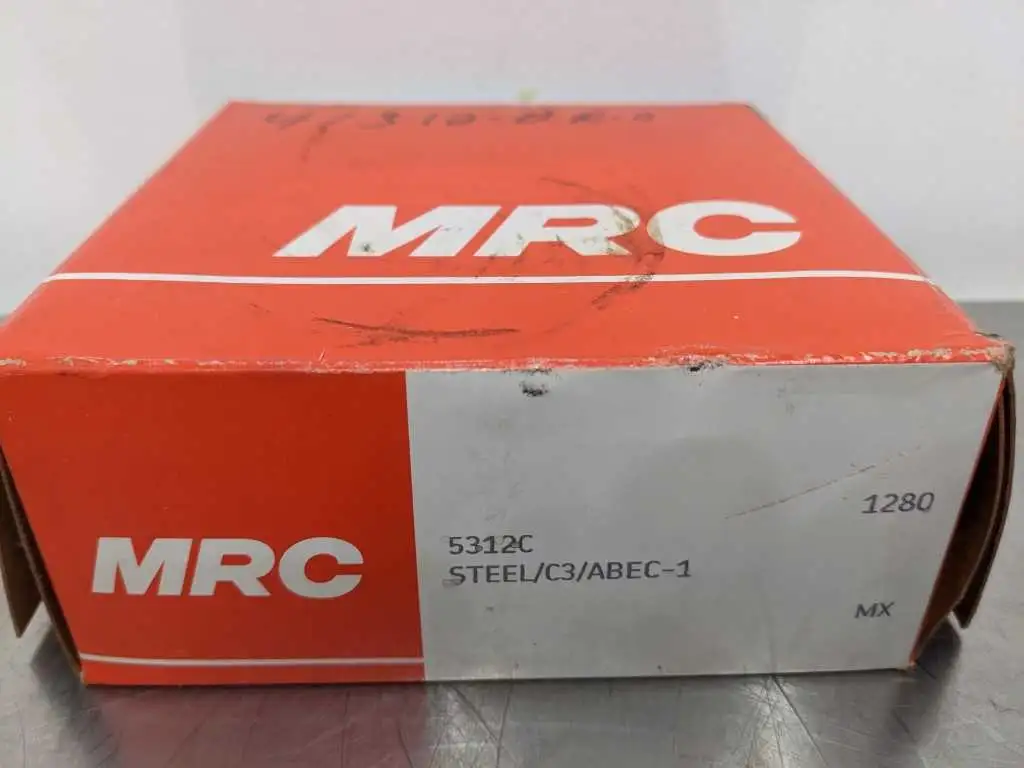 MRC
MRC
5312C
STEEL/C3/ABEC-1
1280
MX